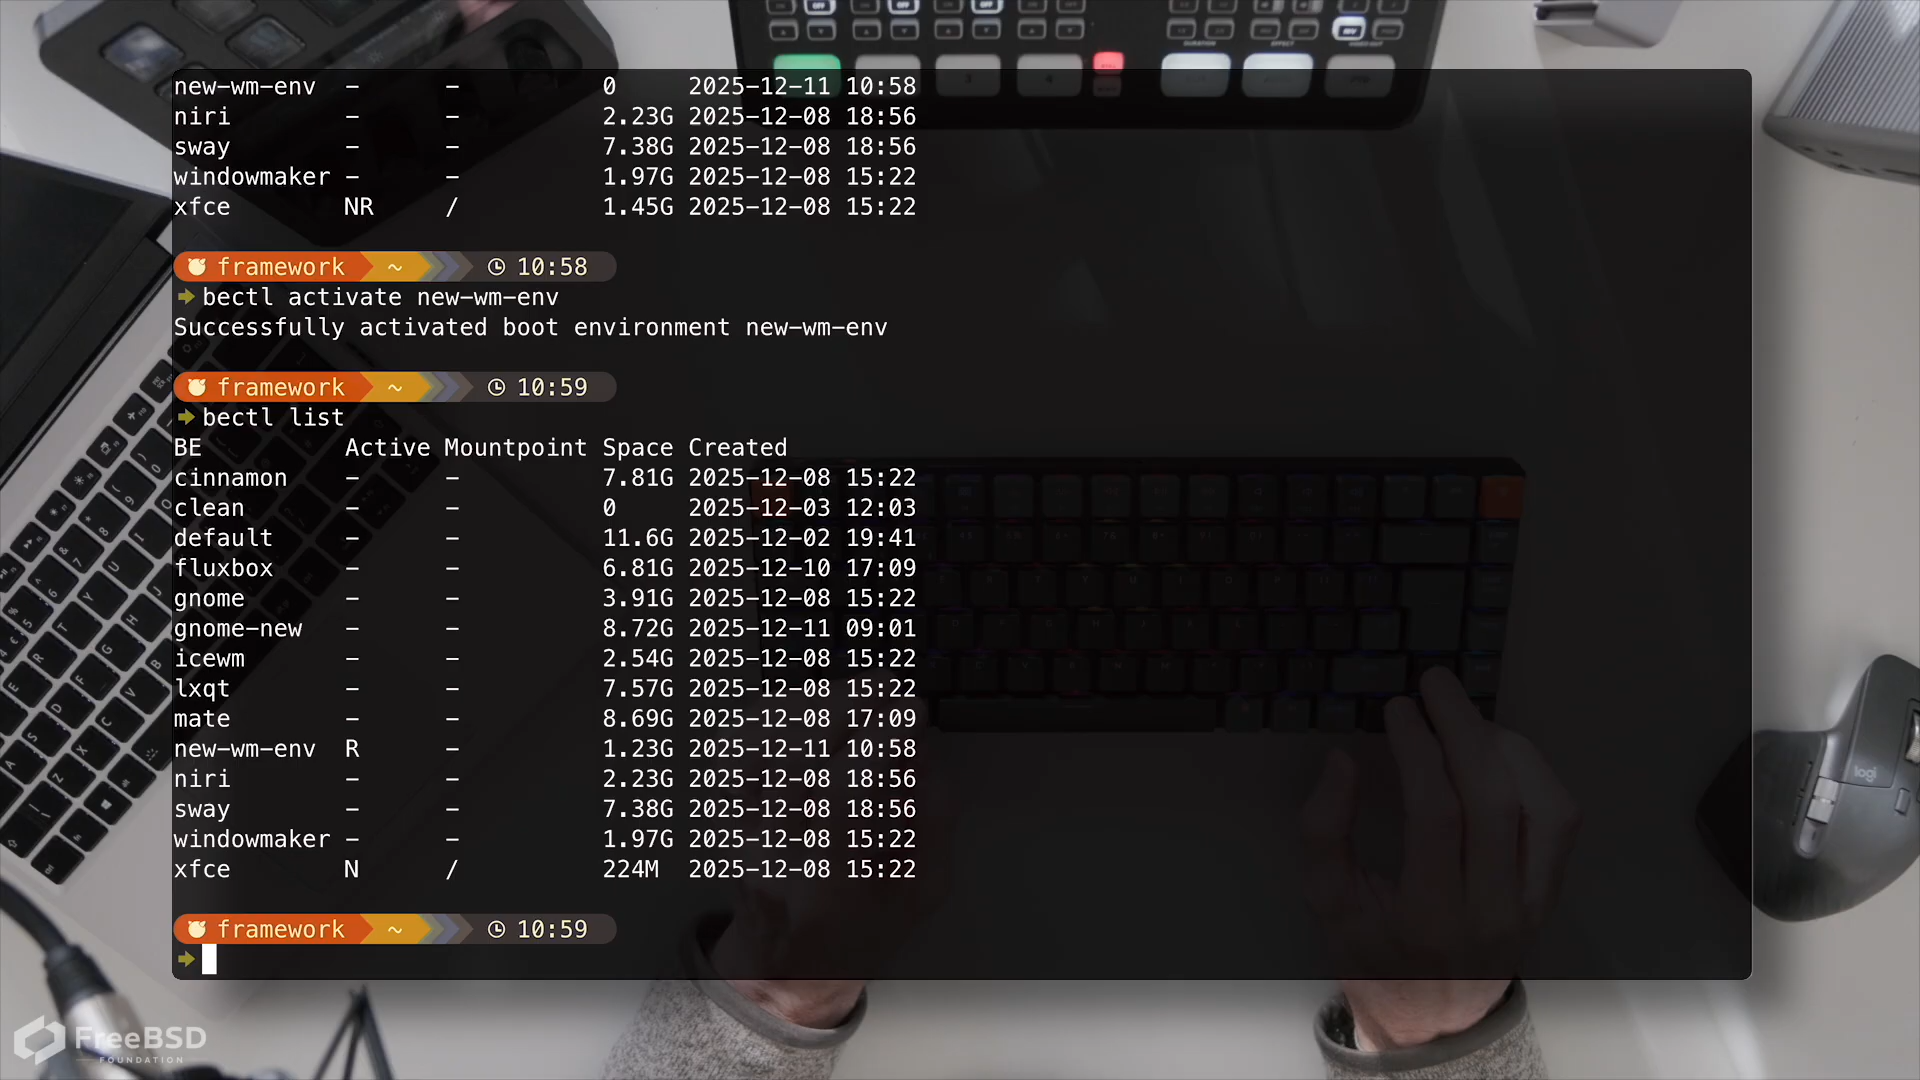 new-wm-env - - 0 2025-12-11 10:58
niri - - 2.23G 2025-12-08 18:56
sway - - 7.38G 2025-12-08 18:56
windowmaker - - 1.97G 2025-12-08 15:22
xfce NR / 1.45G 2025-12-08 15:22
framework ~ 10:58
bectl activate new-wm-env
Successfully activated boot environment new-wm-env
framework ~ 10:59
bectl list
BE Active Mountpoint Space Created
cinnamon - - 7.81G 2025-12-08 15:22
clean - - 0 2025-12-03 12:03
default - - 11.6G 2025-12-02 19:41
fluxbox - - 6.81G 2025-12-10 17:09
gnome - - 3.91G 2025-12-08 15:22
gnome-new - - 8.72G 2025-12-11 09:01
icewm - - 2.54G 2025-12-08 15:22
lxqt - - 7.57G 2025-12-08 15:22
mate - - 8.69G 2025-12-08 17:09
new-wm-env R - 1.23G 2025-12-11 10:58
niri - - 2.23G 2025-12-08 18:56
sway - - 7.38G 2025-12-08 18:56
windowmaker - - 1.97G 2025-12-08 15:22
xfce N / 224M 2025-12-08 15:22
framework ~ 10:59
logi
FreeBSD
FOUNDATION